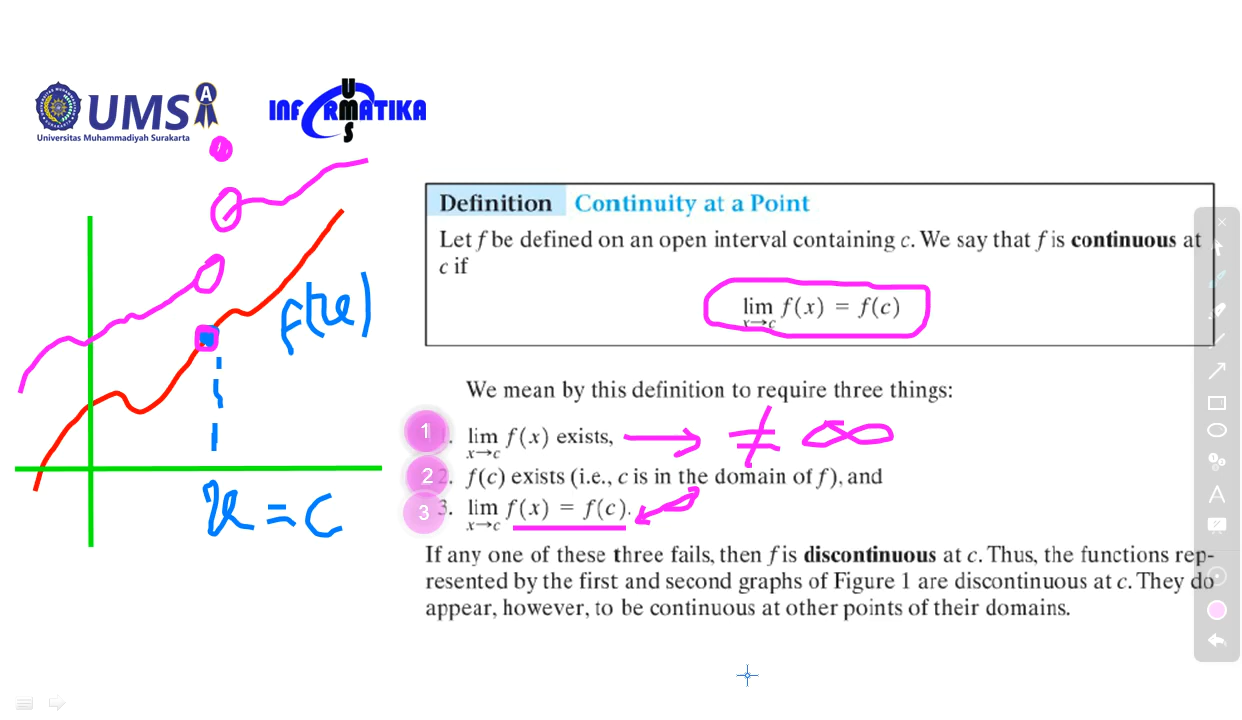 UMS A
Universitas Muhammadiyah Surakarta
INFORMATIKA
UMS
Definition Continuity at a Point
Let f be defined on an open interval containing c. We say that f is continuous at
c if
lim f(x) = f(c)
x→c
We mean by this definition to require three things:
1 1. lim f(x) exists, → ≠ ∞
x→c
2 2. f(c) exists (i.e., c is in the domain of f), and
3 3. lim f(x) = f(c).
x→c
If any one of these three fails, then f is discontinuous at c. Thus, the functions rep-
resented by the first and second graphs of Figure 1 are discontinuous at c. They do
appear, however, to be continuous at other points of their domains.
f(x)
x = c
A